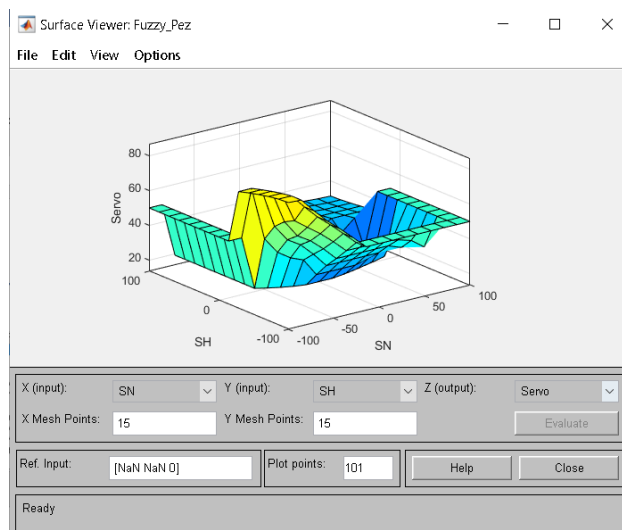 Surface Viewer: Fuzzy_Pez
File Edit View Options
80
60
40
20
Servo
100
0
-100
SH
-100
-50
0
50
100
SN
X (input): SN Y (input): SH Z (output): Servo
X Mesh Points: 15 Y Mesh Points: 15 Evaluate
Ref. Input: [NaN NaN 0] Plot points: 101 Help Close
Ready